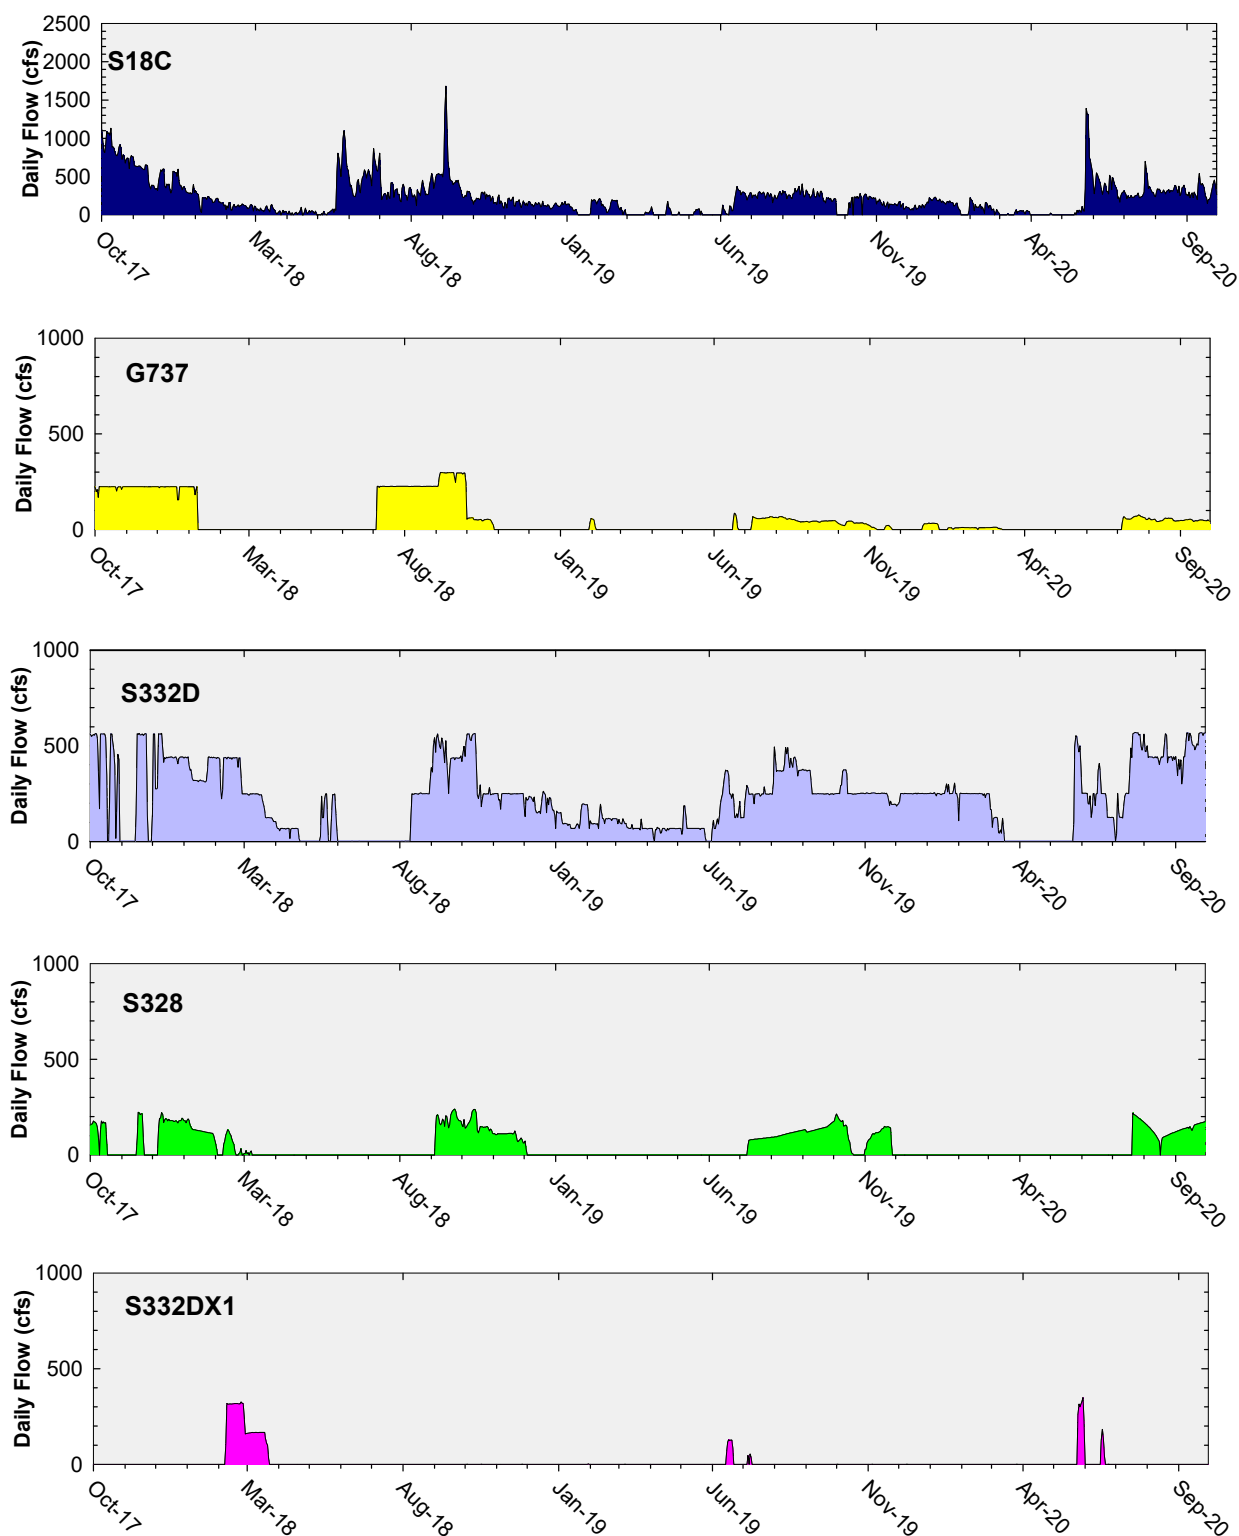 2500
2000
1500
1000
500
0
Daily Flow (cfs)
S18C
Oct-17
Mar-18
Aug-18
Jan-19
Jun-19
Nov-19
Apr-20
Sep-20
1000
500
0
Daily Flow (cfs)
G737
Oct-17
Mar-18
Aug-18
Jan-19
Jun-19
Nov-19
Apr-20
Sep-20
1000
500
0
Daily Flow (cfs)
S332D
Oct-17
Mar-18
Aug-18
Jan-19
Jun-19
Nov-19
Apr-20
Sep-20
1000
500
0
Daily Flow (cfs)
S328
Oct-17
Mar-18
Aug-18
Jan-19
Jun-19
Nov-19
Apr-20
Sep-20
1000
500
0
Daily Flow (cfs)
S332DX1
Oct-17
Mar-18
Aug-18
Jan-19
Jun-19
Nov-19
Apr-20
Sep-20